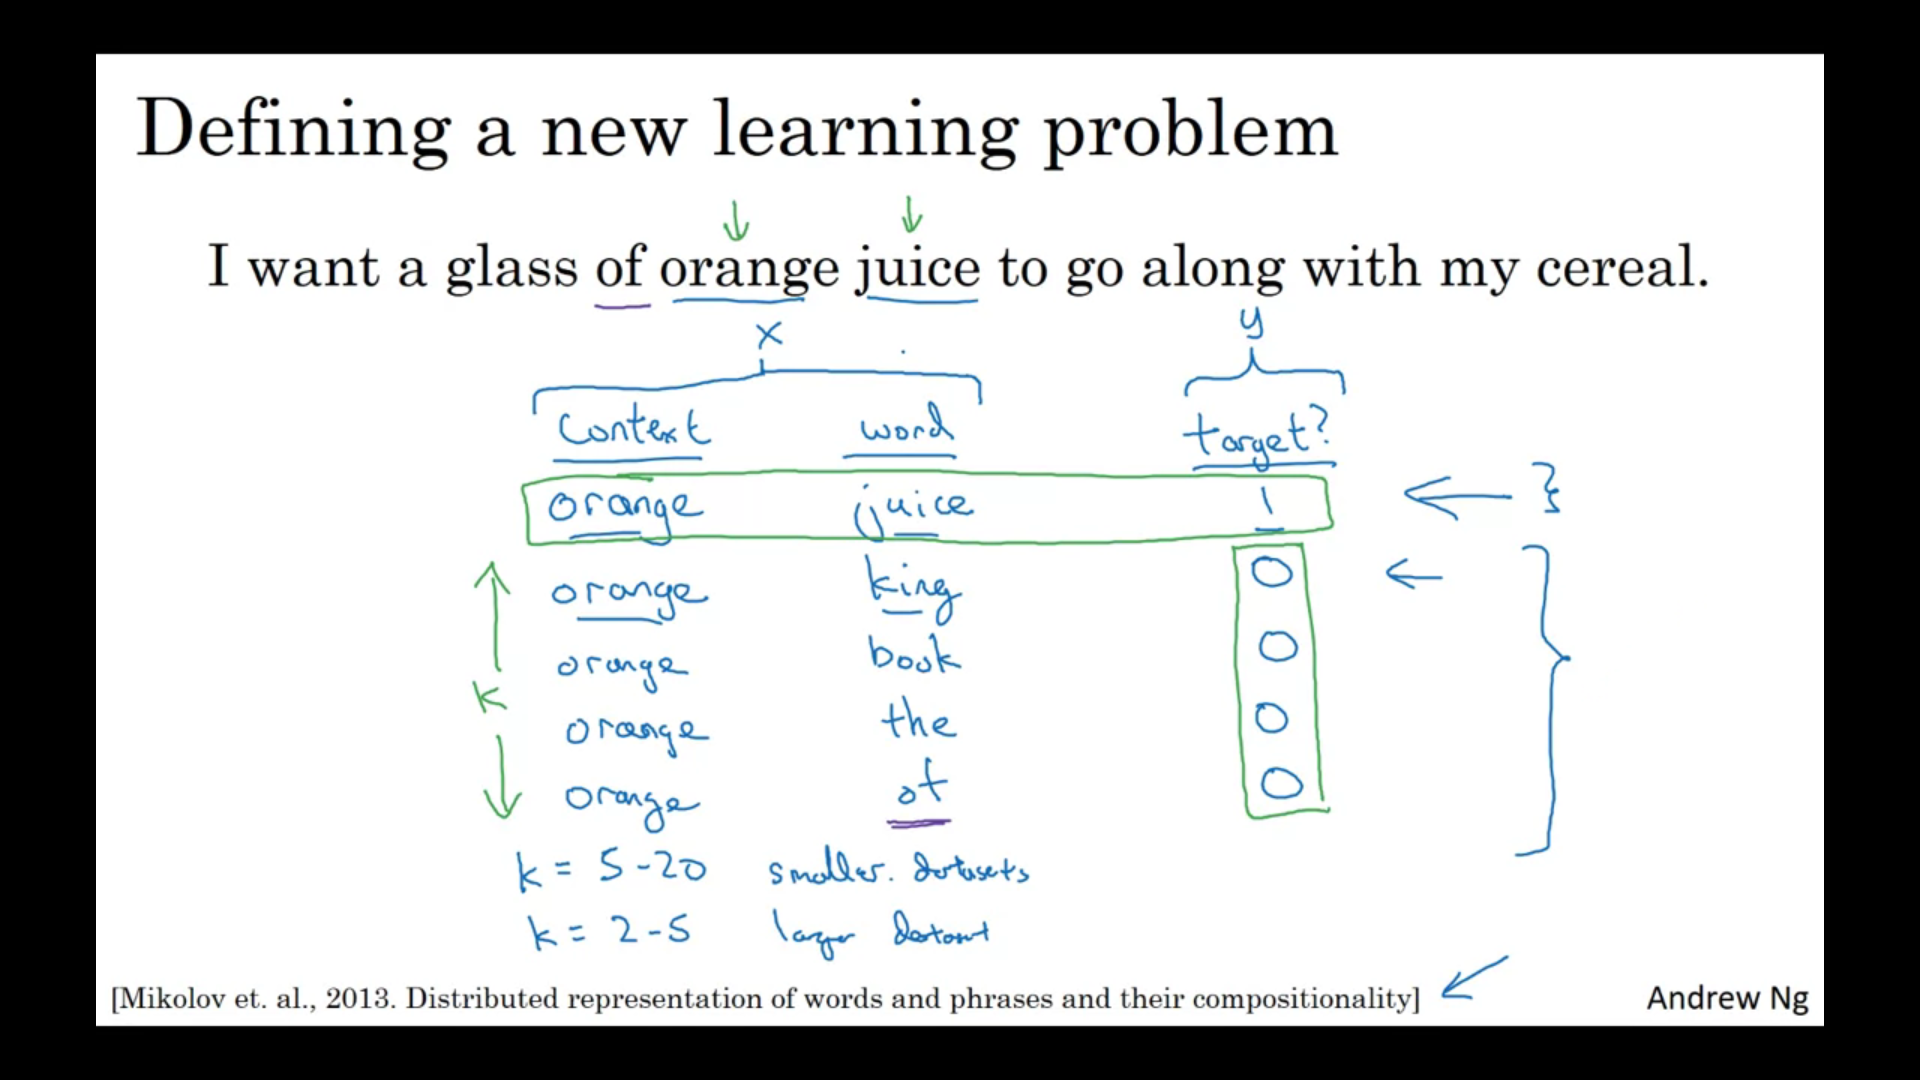 Defining a new learning problem
I want a glass of orange juice to go along with my cereal.
x y
Context word target?
orange juice 1
orange king 0
orange book 0
k
orange the 0
orange of 0
k = 5-20 smaller datasets
k = 2-5 larger dataset
[Mikolov et. al., 2013. Distributed representation of words and phrases and their compositionality]
Andrew Ng